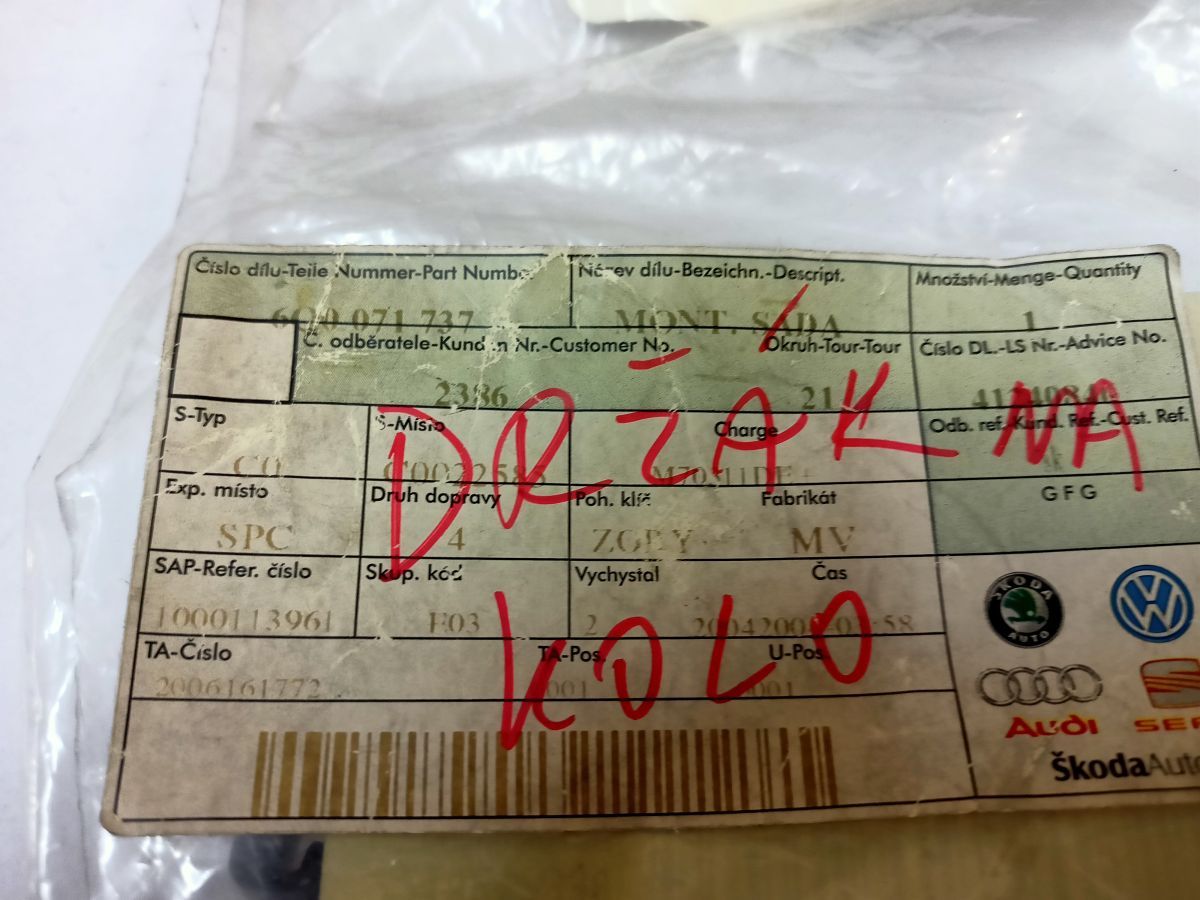 Číslo dílu-Teile Nummer-Part Numbe
Název dílu-Bezeichn.-Descript.
Množství-Menge-Quantity
6Q0 071 737
MONT. SADA
1
Č. odběratele-Kunden Nr.-Customer No.
Okruh-Tour-Tour
Číslo DL.-LS Nr.-Advice No.
2386
21
S-Typ
S-Místo
Charge
Odb. ref.-Kund. Ref.-Cust. Ref.
C0
DRŽÁK NA
Exp. místo
Druh dopravy
Poh. klíč
Fabrikát
G F G
SPC
4
MV
SAP-Refer. číslo
Skup. kód
Vychystal
Čas
1000113961
E03
2
KOLO
TA-Číslo
TA-Pos.
U-Pos.
2006161772
001
001
ŠKODA
AUTO
Audi
ŠkodaAuto